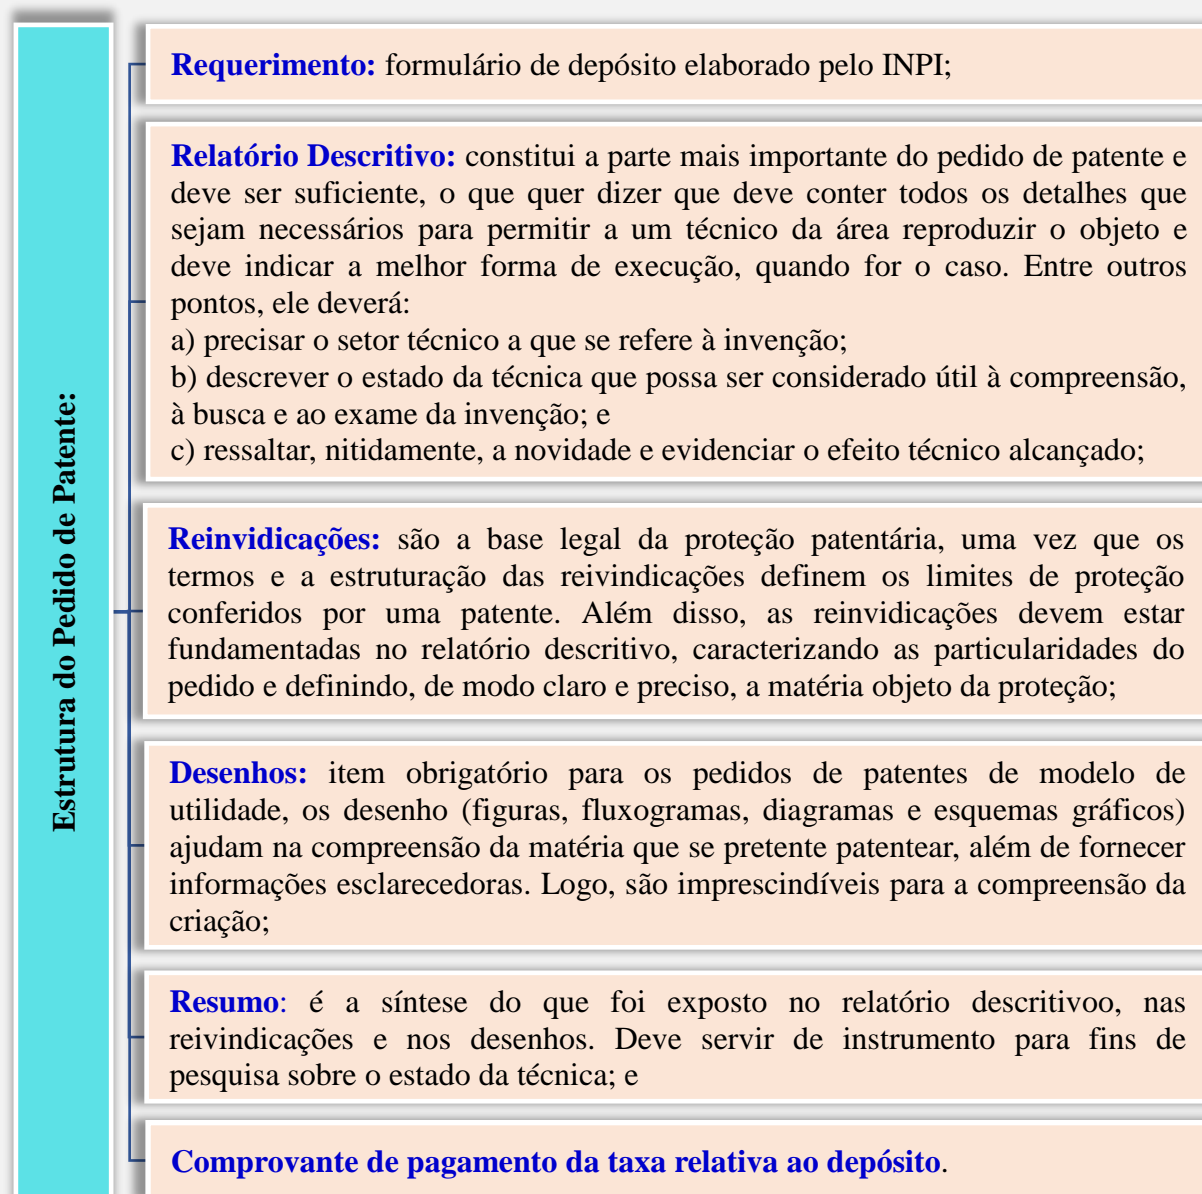 Estrutura do Pedido de Patente:
Requerimento: formulário de depósito elaborado pelo INPI;
Relatório Descritivo: constitui a parte mais importante do pedido de patente e
deve ser suficiente, o que quer dizer que deve conter todos os detalhes que
sejam necessários para permitir a um técnico da área reproduzir o objeto e
deve indicar a melhor forma de execução, quando for o caso. Entre outros
pontos, ele deverá:
a) precisar o setor técnico a que se refere à invenção;
b) descrever o estado da técnica que possa ser considerado útil à compreensão,
à busca e ao exame da invenção; e
c) ressaltar, nitidamente, a novidade e evidenciar o efeito técnico alcançado;
Reinvidicações: são a base legal da proteção patentária, uma vez que os
termos e a estruturação das reivindicações definem os limites de proteção
conferidos por uma patente. Além disso, as reinvidicações devem estar
fundamentadas no relatório descritivo, caracterizando as particularidades do
pedido e definindo, de modo claro e preciso, a matéria objeto da proteção;
Desenhos: item obrigatório para os pedidos de patentes de modelo de
utilidade, os desenho (figuras, fluxogramas, diagramas e esquemas gráficos)
ajudam na compreensão da matéria que se pretente patentear, além de fornecer
informações esclarecedoras. Logo, são imprescindíveis para a compreensão da
criação;
Resumo: é a síntese do que foi exposto no relatório descritivoo, nas
reivindicações e nos desenhos. Deve servir de instrumento para fins de
pesquisa sobre o estado da técnica; e
Comprovante de pagamento da taxa relativa ao depósito.